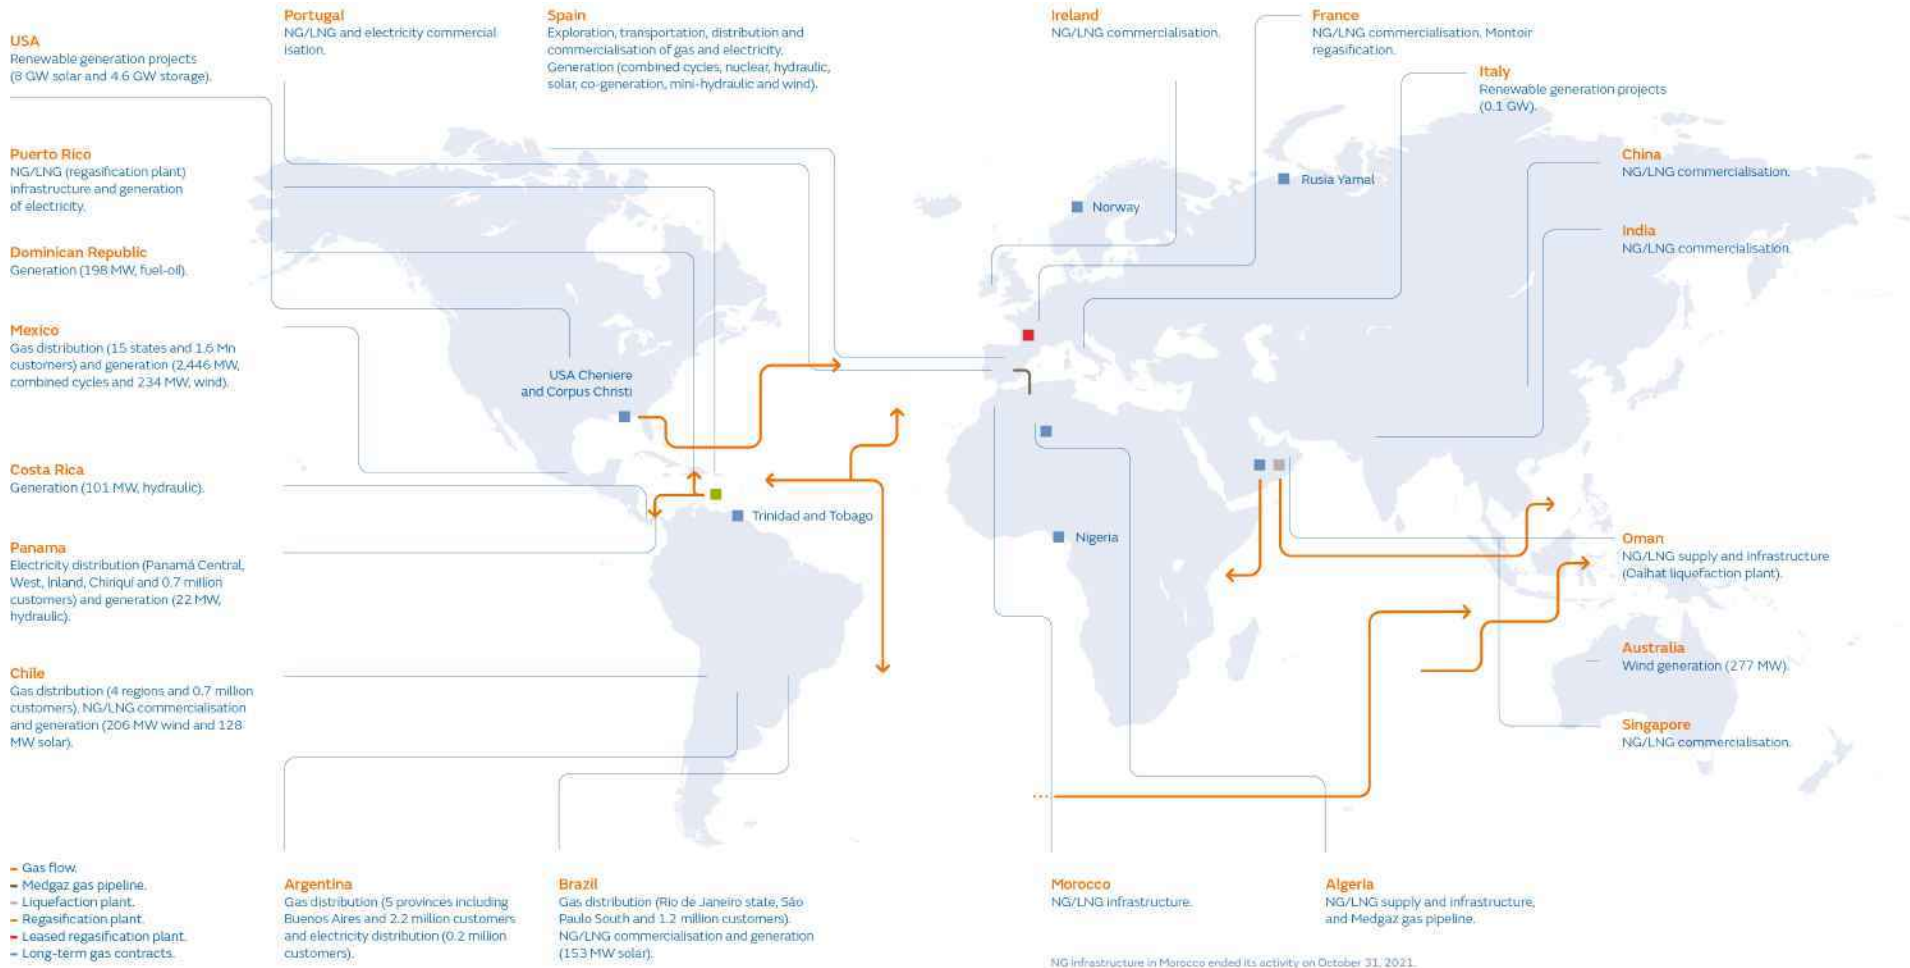 USA
Renewable generation projects
(8 GW solar and 4.6 GW storage).
Portugal
NG/LNG and electricity commercial
isation.
Spain
Exploration, transportation, distribution and
commercialisation of gas and electricity.
Generation (combined cycles, nuclear, hydraulic,
solar, co-generation, mini-hydraulic and wind).
Ireland
NG/LNG commercialisation.
France
NG/LNG commercialisation. Montoir
regasification.
Italy
Renewable generation projects
(0.1 GW).
Puerto Rico
NG/LNG (regasification plant)
infrastructure and generation
of electricity.
Dominican Republic
Generation (198 MW, fuel-oil).
Mexico
Gas distribution (15 states and 1.6 Mn
customers) and generation (2,446 MW,
combined cycles and 234 MW, wind).
Costa Rica
Generation (101 MW, hydraulic).
Panama
Electricity distribution (Panamá Central,
West, Inland, Chiriquí and 0.7 million
customers) and generation (22 MW,
hydraulic).
Chile
Gas distribution (4 regions and 0.7 million
customers), NG/LNG commercialisation
and generation (206 MW wind and 128
MW solar).
USA Cheniere
and Corpus Christi
Trinidad and Tobago
Norway
Rusia Yamal
Nigeria
China
NG/LNG commercialisation.
India
NG/LNG commercialisation.
Oman
NG/LNG supply and infrastructure
(Oalhat liquefaction plant).
Australia
Wind generation (277 MW).
Singapore
NG/LNG commercialisation.
Gas flow.
Medgaz gas pipeline.
Liquefaction plant.
Regasification plant.
Leased regasification plant.
Long-term gas contracts.
Argentina
Gas distribution (5 provinces including
Buenos Aires and 2.2 million customers
and electricity distribution (0.2 million
customers).
Brazil
Gas distribution (Rio de Janeiro state, São
Paulo South and 1.2 million customers).
NG/LNG commercialisation and generation
(153 MW solar).
Morocco
NG/LNG infrastructure.
Algeria
NG/LNG supply and infrastructure,
and Medgaz gas pipeline.
NG infrastructure in Morocco ended its activity on October 31, 2021.